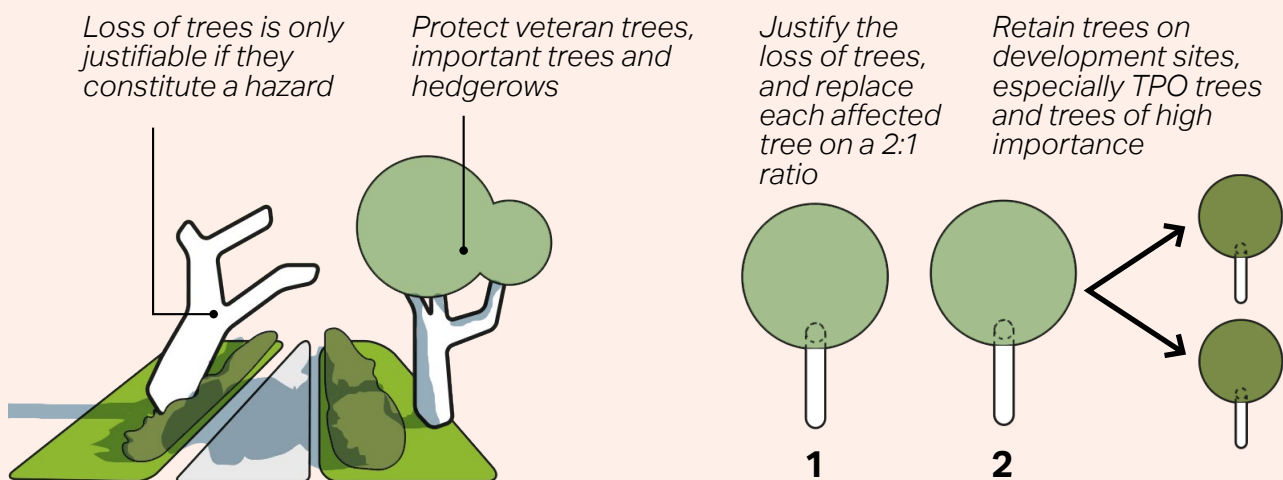 Loss of trees is only
justifiable if they
constitute a hazard
Protect veteran trees,
important trees and
hedgerows
Justify the
loss of trees,
and replace
each affected
tree on a 2:1
ratio
Retain trees on
development sites,
especially TPO trees
and trees of high
importance
1
2